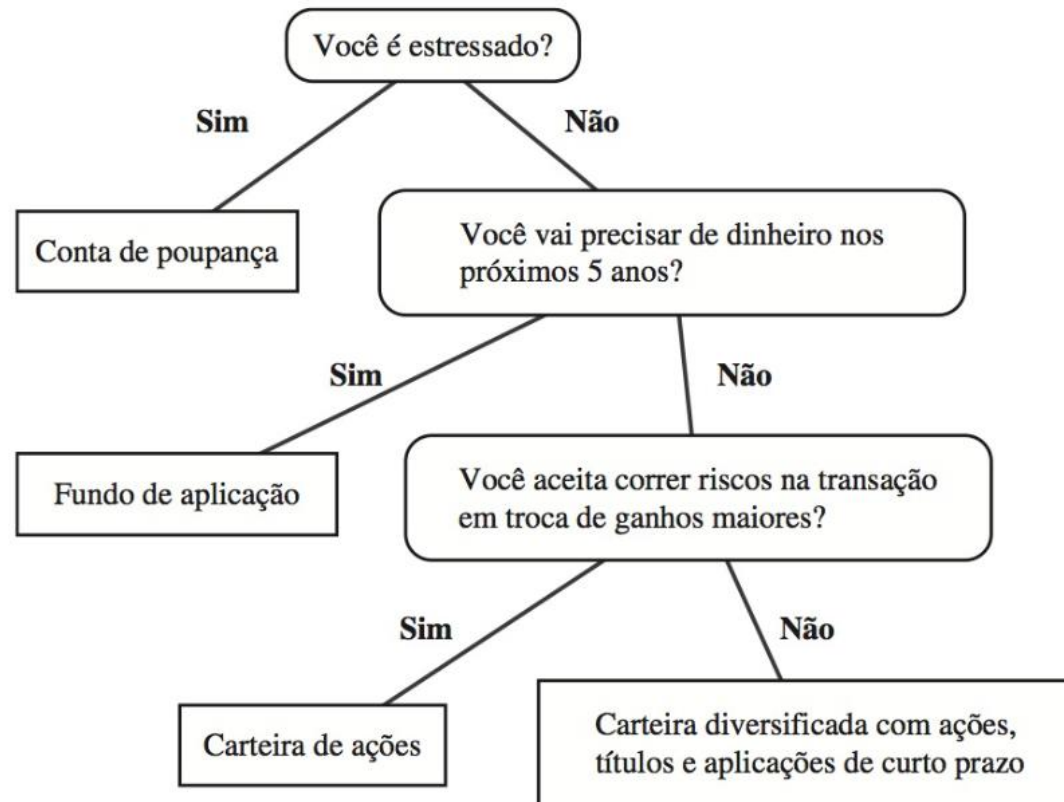 Você é estressado?
Sim
Não
Conta de poupança
Você vai precisar de dinheiro nos
próximos 5 anos?
Sim
Não
Fundo de aplicação
Você aceita correr riscos na transação
em troca de ganhos maiores?
Sim
Não
Carteira de ações
Carteira diversificada com ações,
títulos e aplicações de curto prazo